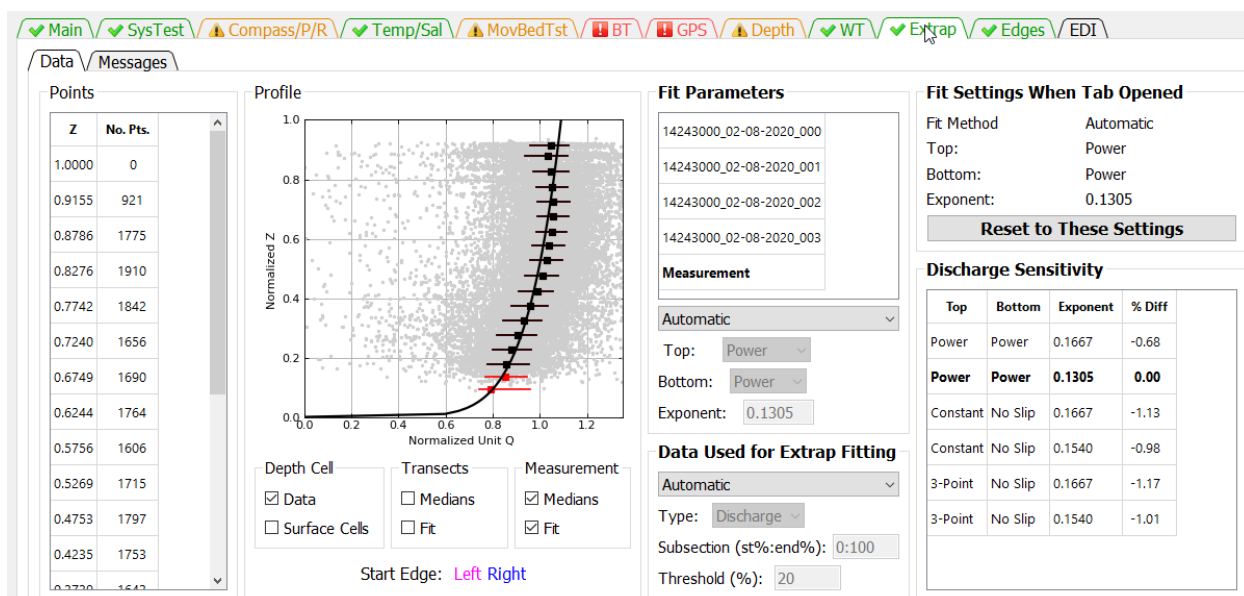 Main SysTest Compass/P/R Temp/Sal MovBedTst BT GPS Depth WT Extrap Edges EDI
Data Messages
Points
Z No. Pts.
1.0000 0
0.9155 921
0.8786 1775
0.8276 1910
0.7742 1842
0.7240 1656
0.6749 1690
0.6244 1764
0.5756 1606
0.5269 1715
0.4753 1797
0.4235 1753
Profile
Normalized Z
1.0
0.8
0.6
0.4
0.2
0.0
0.0 0.2 0.4 0.6 0.8 1.0 1.2
Normalized Unit Q
Depth Cell
Data
Surface Cells
Transects
Medians
Fit
Measurement
Medians
Fit
Start Edge: Left Right
Fit Parameters
14243000_02-08-2020_000
14243000_02-08-2020_001
14243000_02-08-2020_002
14243000_02-08-2020_003
Measurement
Automatic
Top: Power
Bottom: Power
Exponent: 0.1305
Data Used for Extrap Fitting
Automatic
Type: Discharge
Subsection (st%:end%): 0:100
Threshold (%): 20
Fit Settings When Tab Opened
Fit Method Automatic
Top: Power
Bottom: Power
Exponent: 0.1305
Reset to These Settings
Discharge Sensitivity
Top Bottom Exponent % Diff
Power Power 0.1667 -0.68
Power Power 0.1305 0.00
Constant No Slip 0.1667 -1.13
Constant No Slip 0.1540 -0.98
3-Point No Slip 0.1667 -1.17
3-Point No Slip 0.1540 -1.01